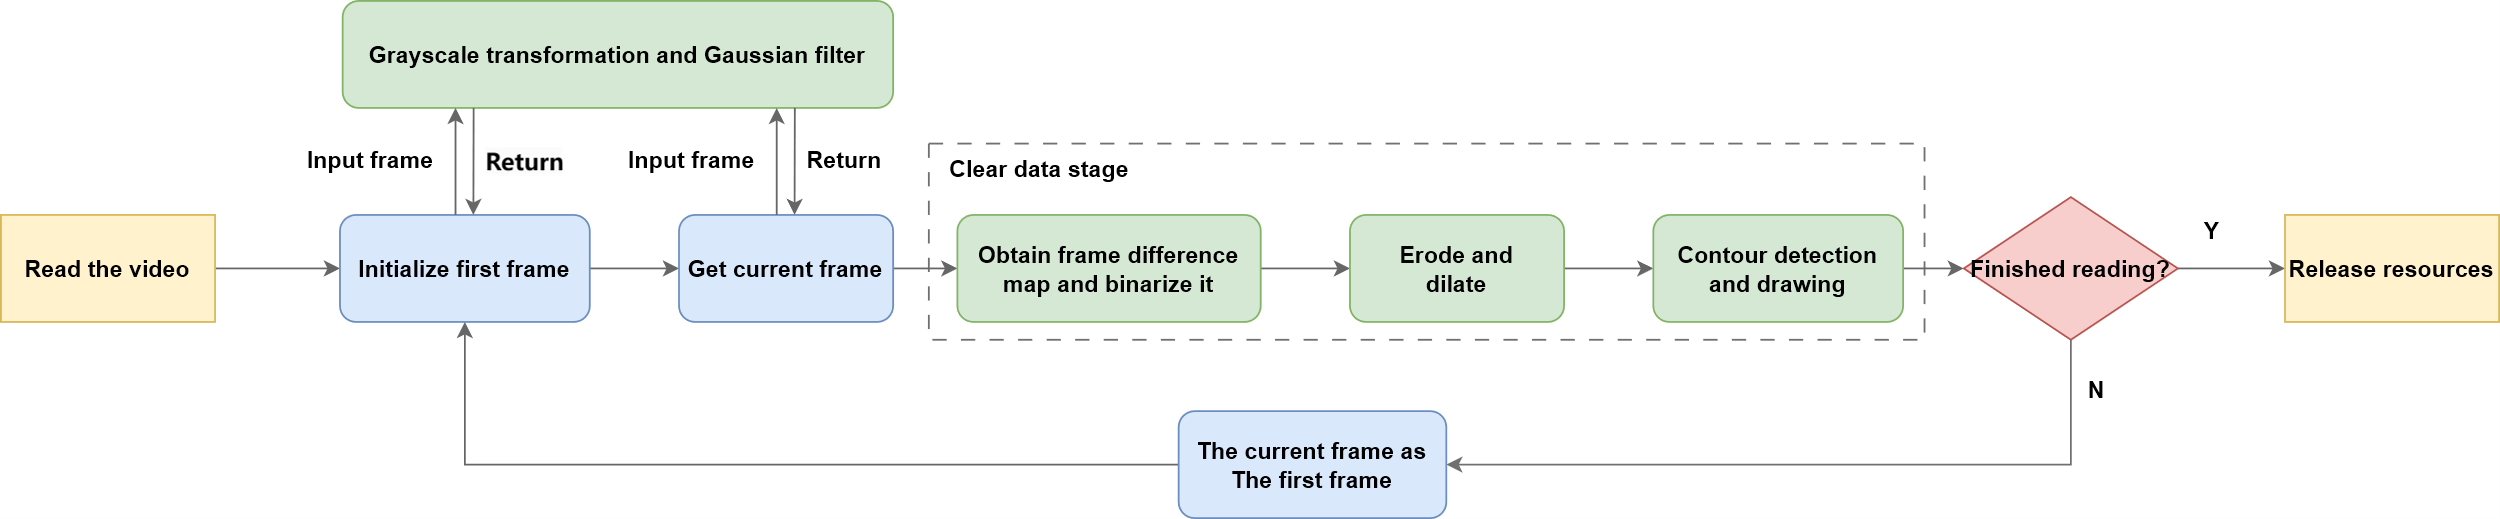 Grayscale transformation and Gaussian filter
Input frame
Return
Input frame
Return
Clear data stage
Read the video
Initialize first frame
Get current frame
Obtain frame difference
map and binarize it
Erode and
dilate
Contour detection
and drawing
Finished reading?
Y
Release resources
N
The current frame as
The first frame